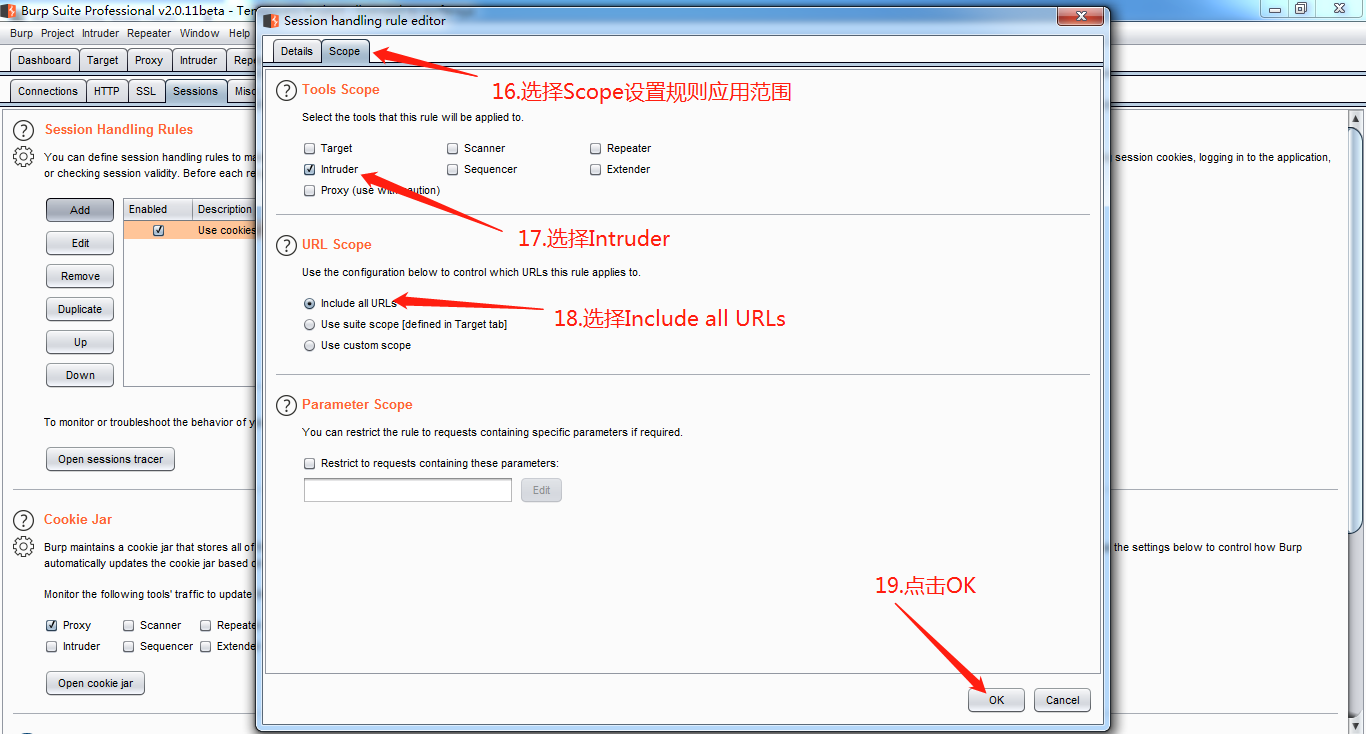 Burp Suite Professional v2.0.11beta - Te
Session handling rule editor
Burp Project Intruder Repeater Window Help
Dashboard Target Proxy Intruder Rep
Connections HTTP SSL Sessions Misc
Details Scope
16.选择Scope设置规则应用范围
Tools Scope
Select the tools that this rule will be applied to.
Target Scanner Repeater
Intruder Sequencer Extender
Proxy (use with caution)
17.选择Intruder
URL Scope
Use the configuration below to control which URLs this rule applies to.
Include all URLs
Use suite scope [defined in Target tab]
Use custom scope
18.选择Include all URLs
Parameter Scope
You can restrict the rule to requests containing specific parameters if required.
Restrict to requests containing these parameters:
Edit
19.点击OK
OK Cancel
Session Handling Rules
You can define session handling rules to ma
session cookies, logging in to the application,
or checking session validity. Before each re
Add
Edit
Remove
Duplicate
Up
Down
Enabled Description
Use cookies
To monitor or troubleshoot the behavior of y
Open sessions tracer
Cookie Jar
Burp maintains a cookie jar that stores all of
the settings below to control how Burp
automatically updates the cookie jar based o
Monitor the following tools' traffic to update
Proxy Scanner Repeate
Intruder Sequencer Extende
Open cookie jar